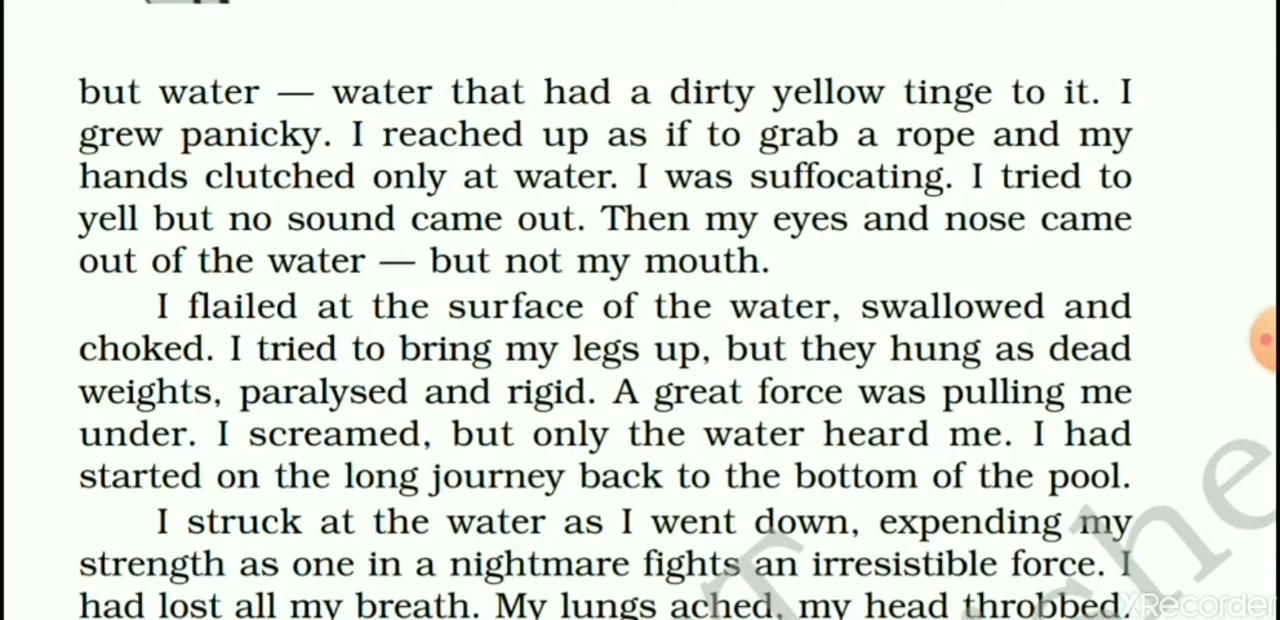 but water — water that had a dirty yellow tinge to it. I
grew panicky. I reached up as if to grab a rope and my
hands clutched only at water. I was suffocating. I tried to
yell but no sound came out. Then my eyes and nose came
out of the water — but not my mouth.
I flailed at the surface of the water, swallowed and
choked. I tried to bring my legs up, but they hung as dead
weights, paralysed and rigid. A great force was pulling me
under. I screamed, but only the water heard me. I had
started on the long journey back to the bottom of the pool.
I struck at the water as I went down, expending my
strength as one in a nightmare fights an irresistible force. I
had lost all my breath. My lungs ached, my head throbbed.
XRecorder